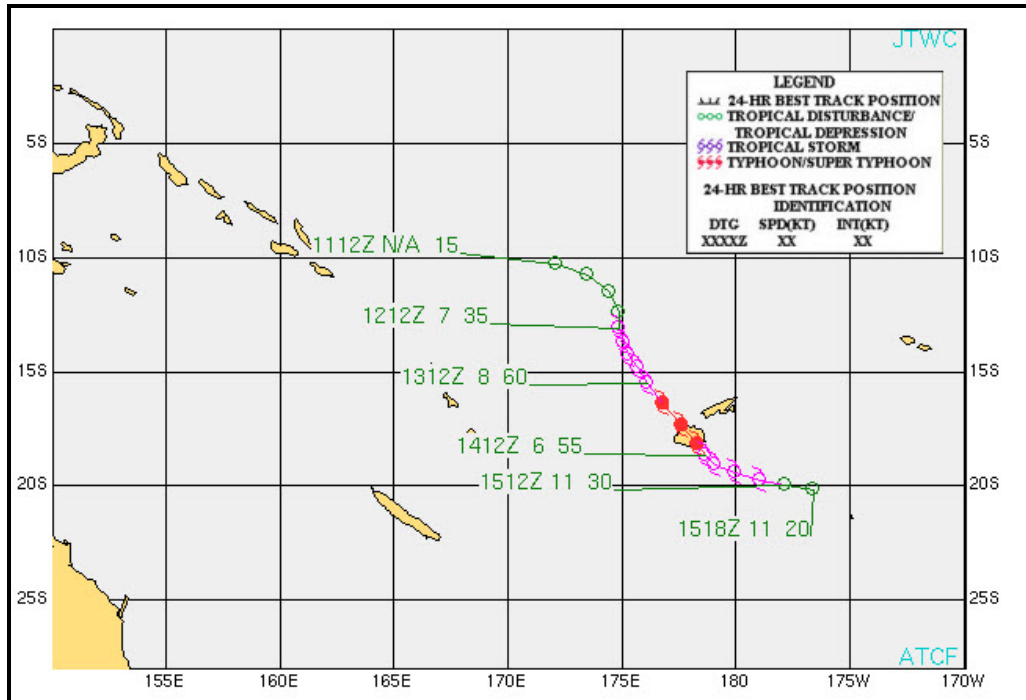 JTWC
LEGEND
24-HR BEST TRACK POSITION
TROPICAL DISTURBANCE/
TROPICAL DEPRESSION
TROPICAL STORM
TYPHOON/SUPER TYPHOON
24-HR BEST TRACK POSITION
IDENTIFICATION
DTG SPD(KT) INT(KT)
XXXXZ XX XX
5S 5S
1112Z N/A 15
10S 10S
1212Z 7 35
15S 15S
1312Z 8 60
1412Z 6 55
1512Z 11 30
20S 20S
1518Z 11 20
25S 25S
ATCF
155E 160E 165E 170E 175E 180 175W 170W